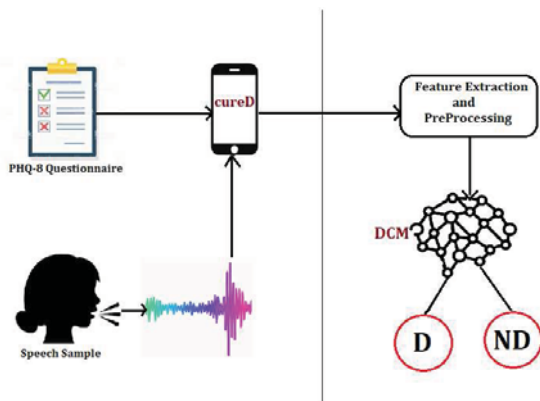 cureD
PHQ-8 Questionnaire
Speech Sample
Feature Extraction
and
PreProcessing
DCM
D
ND